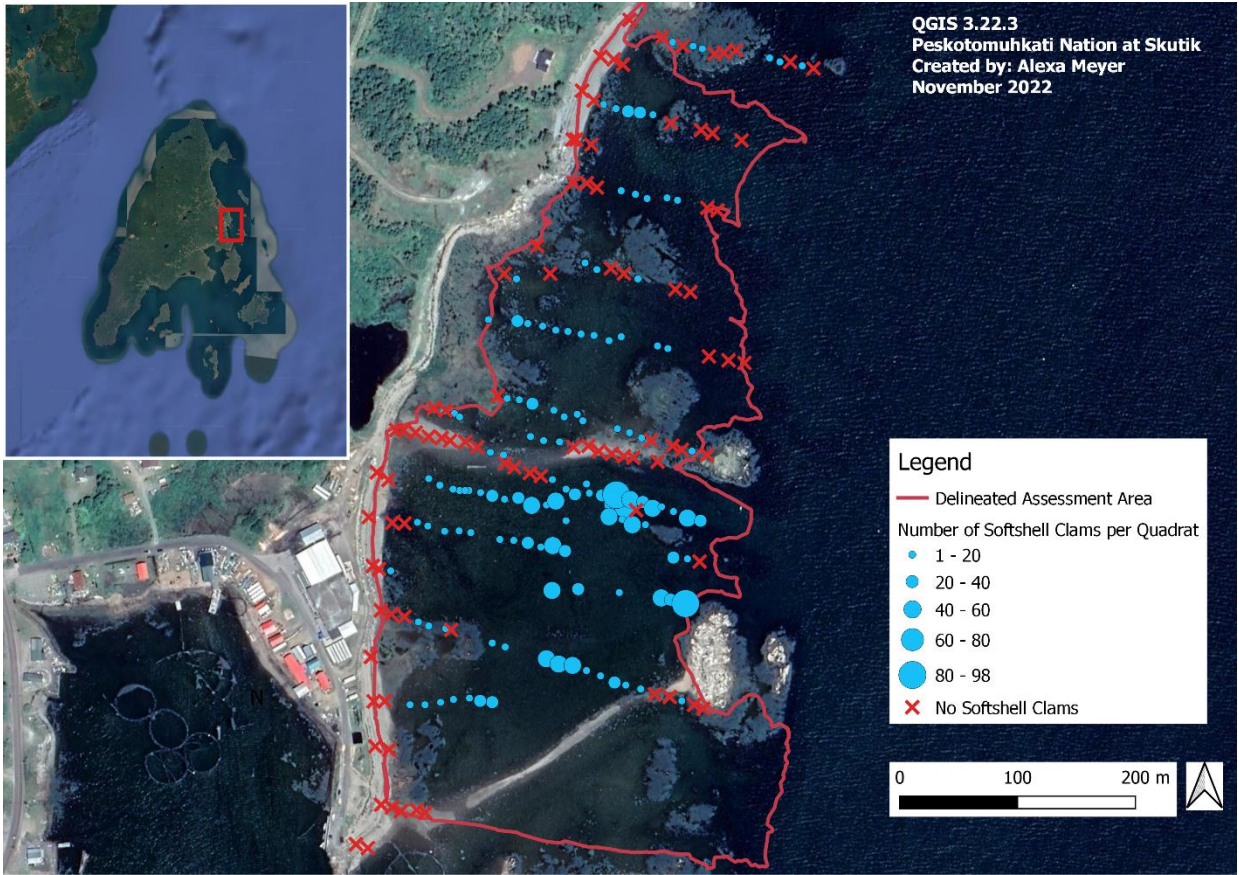 QGIS 3.22.3
Peskotomuhkati Nation at Skutik
Created by: Alexa Meyer
November 2022
Legend
Delineated Assessment Area
Number of Softshell Clams per Quadrat
1 - 20
20 - 40
40 - 60
60 - 80
80 - 98
No Softshell Clams
0 100 200 m
N